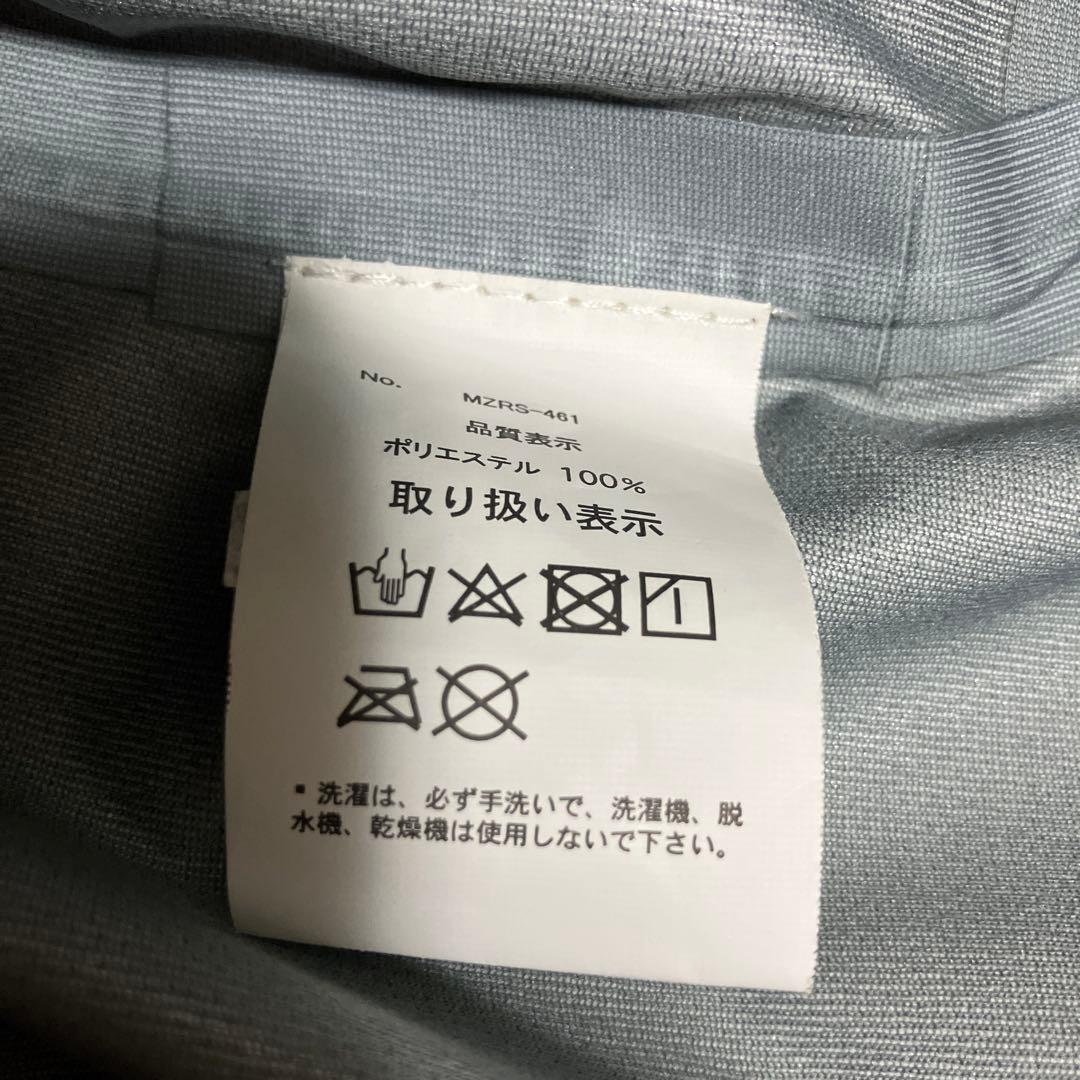 No. MZRS-461
品質表示
ポリエステル 100%
取り扱い表示
▪洗濯は、必ず手洗いで、洗濯機、脱
水機、乾燥機は使用しないで下さい。